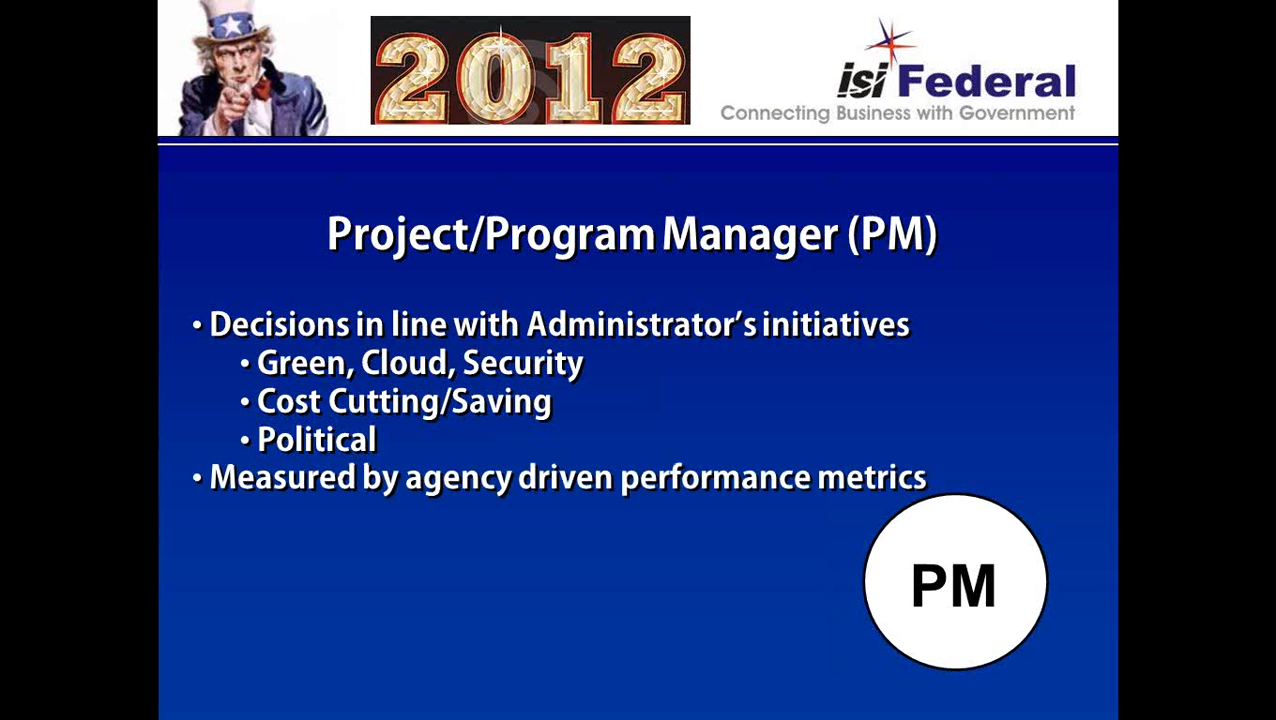 2012
isi Federal
Connecting Business with Government
Project/Program Manager (PM)
• Decisions in line with Administrator’s initiatives
• Green, Cloud, Security
• Cost Cutting/Saving
• Political
• Measured by agency driven performance metrics
PM